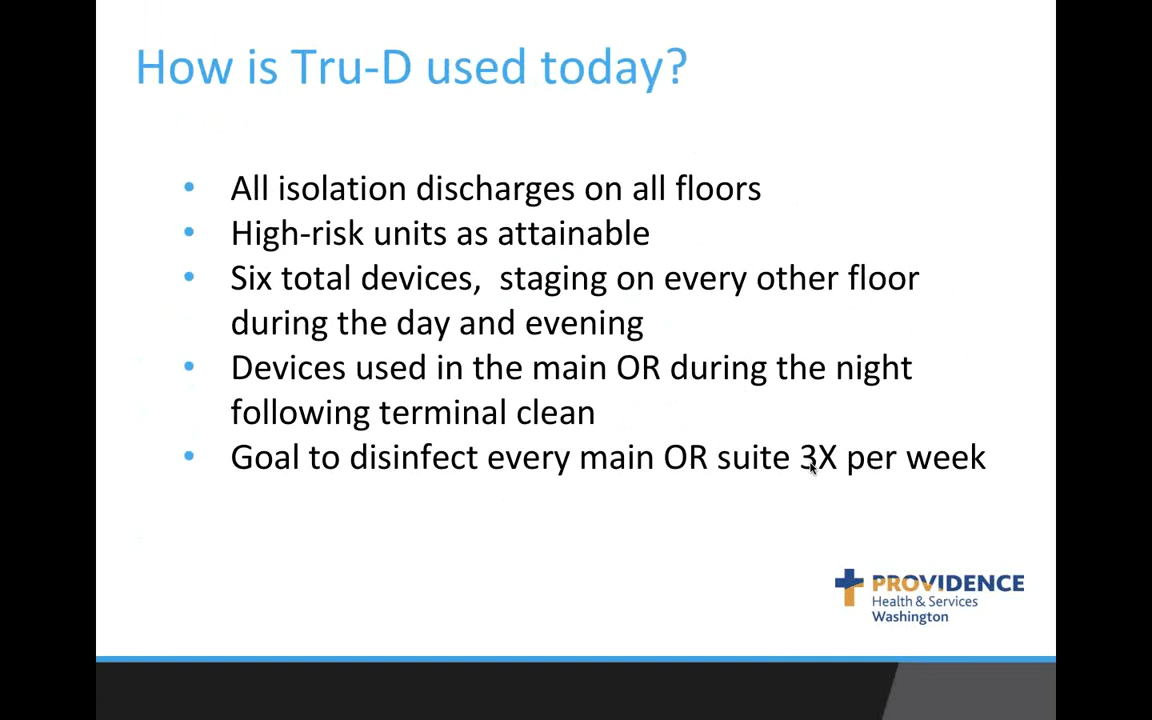 How is Tru-D used today?
• All isolation discharges on all floors
• High-risk units as attainable
• Six total devices,  staging on every other floor
during the day and evening
• Devices used in the main OR during the night
following terminal clean
• Goal to disinfect every main OR suite 3X per week
PROVIDENCE
Health & Services
Washington